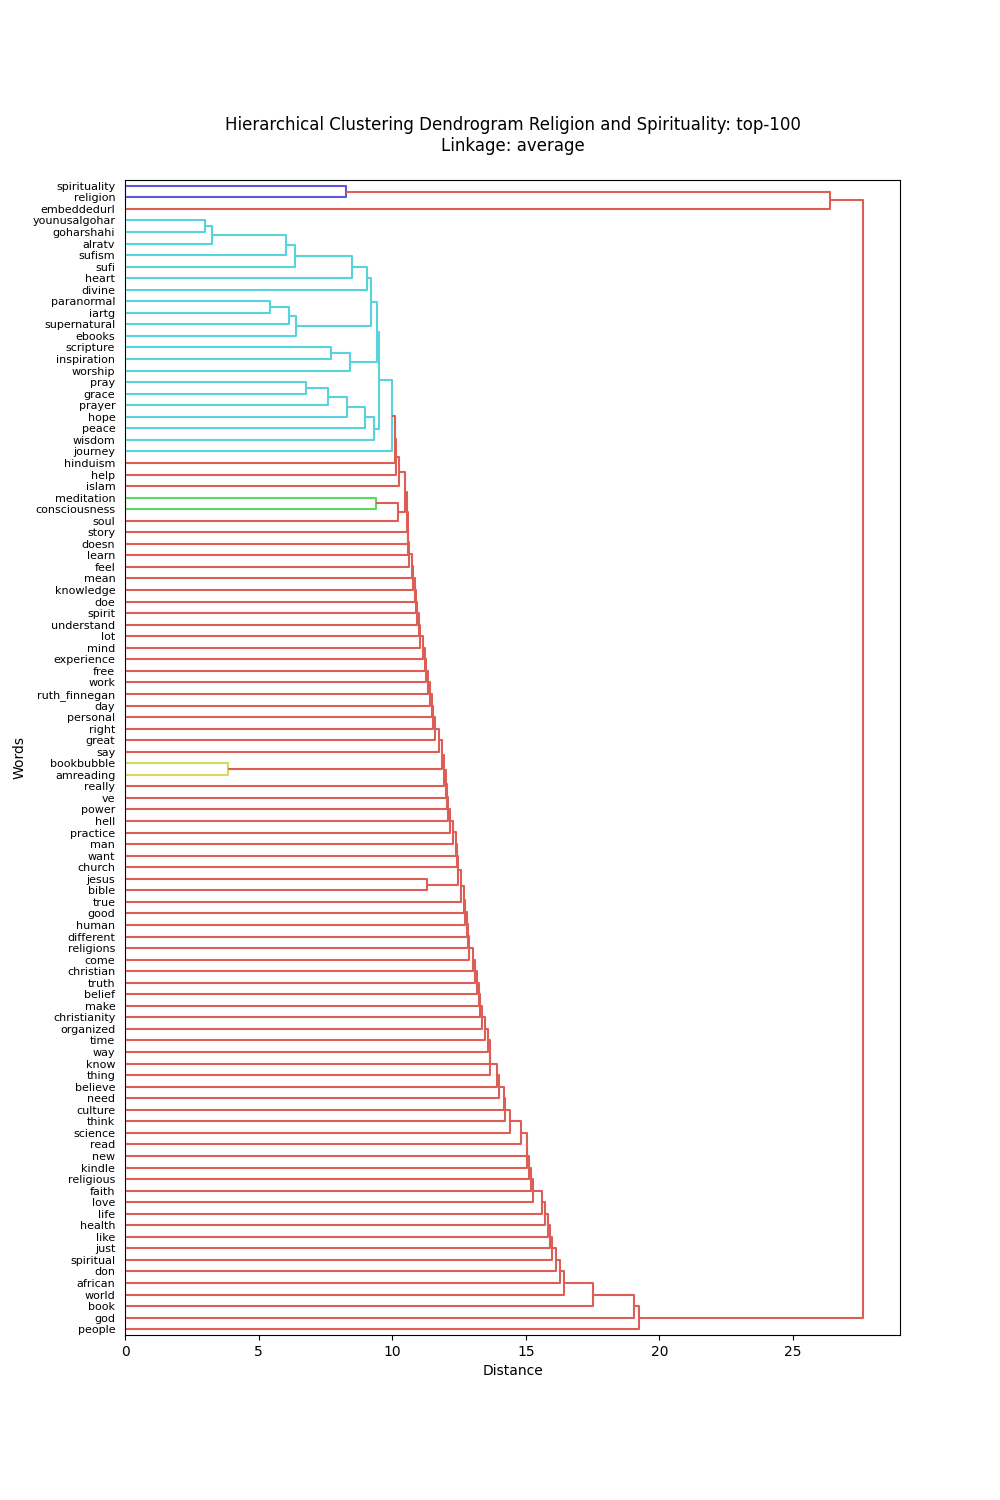 Hierarchical Clustering Dendrogram Religion and Spirituality: top-100
Linkage: average
spirituality
religion
embeddedurl
younusalgohar
goharshahi
alratv
sufism
sufi
heart
divine
paranormal
iartg
supernatural
ebooks
scripture
inspiration
worship
pray
grace
prayer
hope
peace
wisdom
journey
hinduism
help
islam
meditation
consciousness
soul
story
doesn
learn
feel
mean
knowledge
doe
spirit
understand
lot
mind
experience
free
work
ruth_finnegan
day
personal
right
great
say
bookbubble
amreading
really
ve
power
hell
practice
man
want
church
jesus
bible
true
good
human
different
religions
come
christian
truth
belief
make
christianity
organized
time
way
know
thing
believe
need
culture
think
science
read
new
kindle
religious
faith
love
life
health
like
just
spiritual
don
african
world
book
god
people
Words
0 5 10 15 20 25
Distance